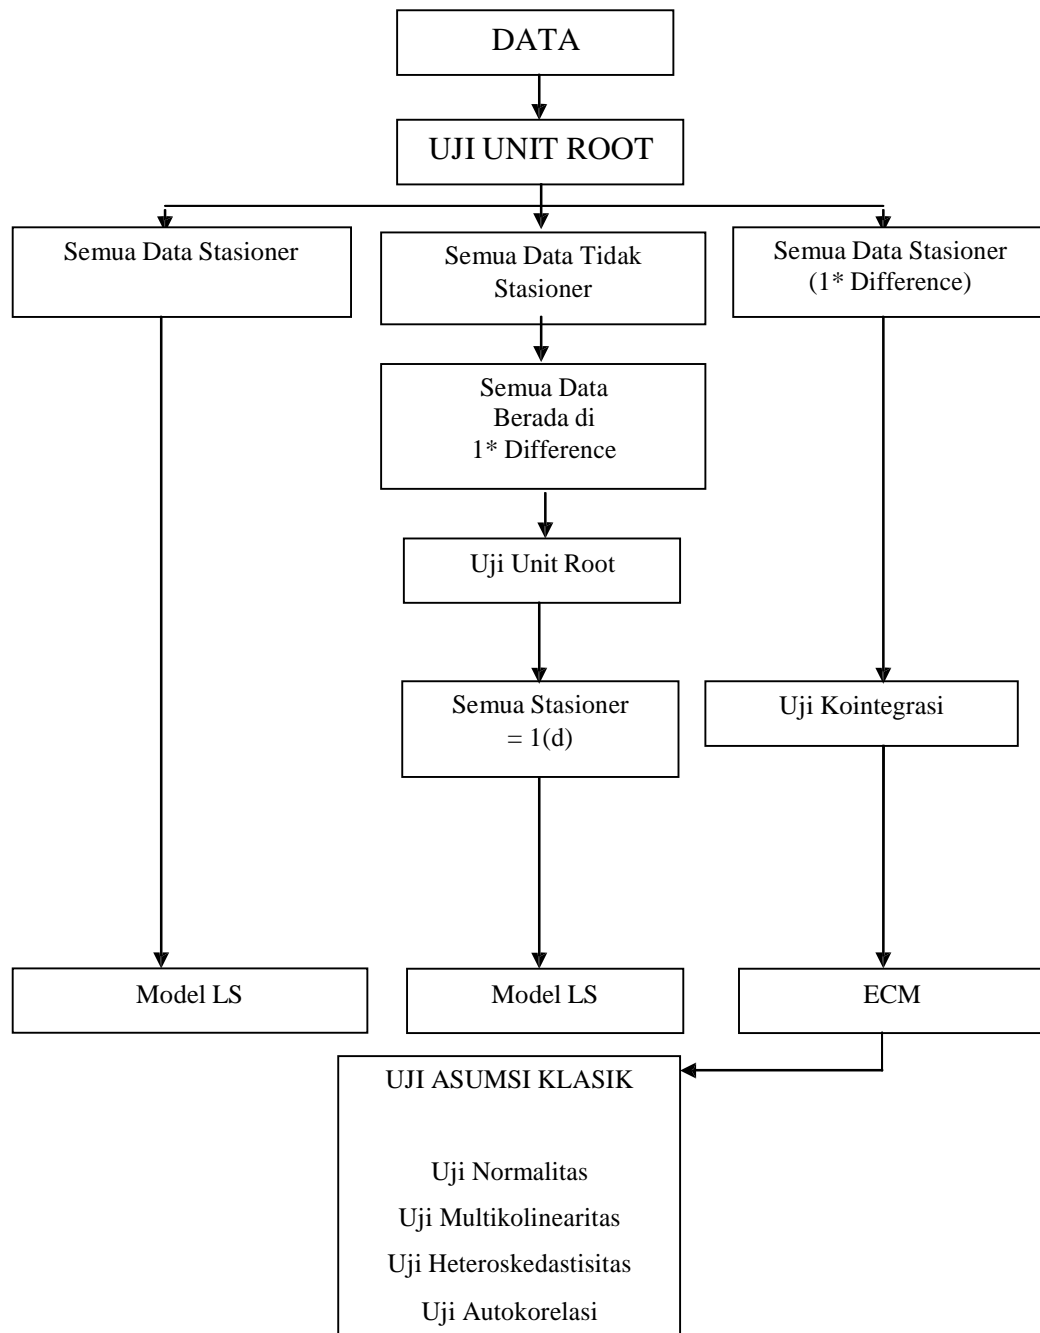 DATA
UJI UNIT ROOT
Semua Data Stasioner
Semua Data Tidak
Stasioner
Semua Data Stasioner
(1* Difference)
Semua Data
Berada di
1* Difference
Uji Unit Root
Semua Stasioner
= 1(d)
Uji Kointegrasi
Model LS
Model LS
ECM
UJI ASUMSI KLASIK
Uji Normalitas
Uji Multikolinearitas
Uji Heteroskedastisitas
Uji Autokorelasi